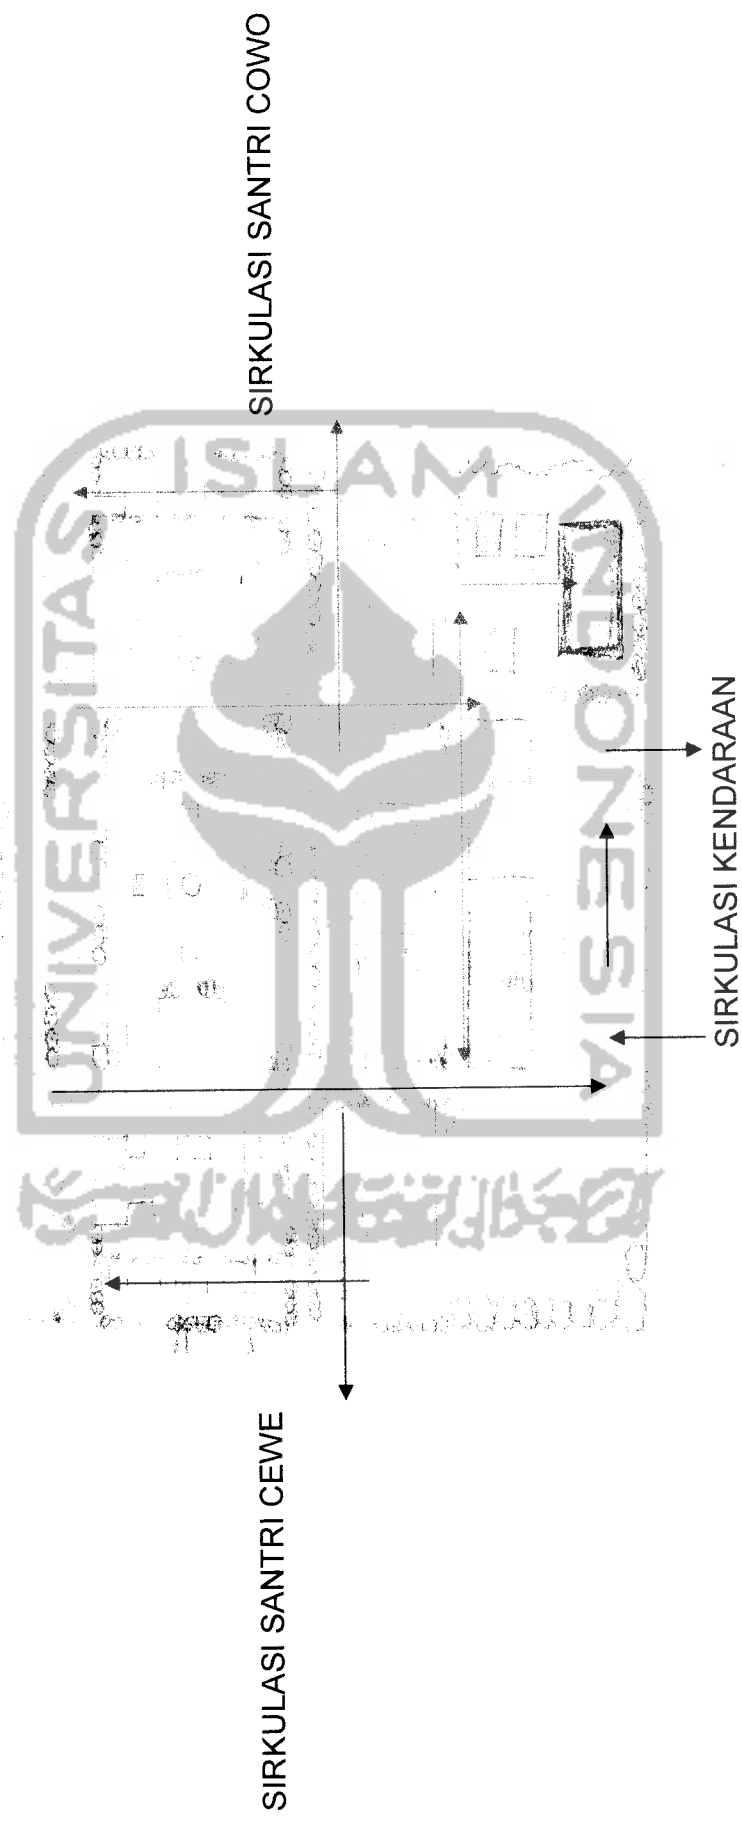 SIRKULASI SANTRI COWO
SIRKULASI KENDARAAN
SIRKULASI SANTRI CEWE
UNIVERSITAS
ISLAM
INDONESIA